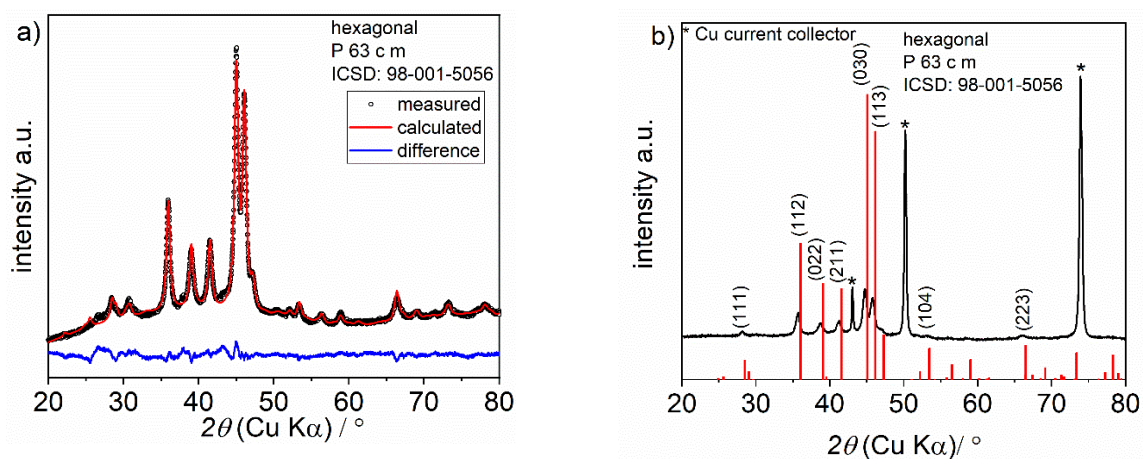 a)
hexagonal
P 63 c m
ICSD: 98-001-5056
measured
calculated
difference
intensity a.u.
20 30 40 50 60 70 80
2θ (Cu Kα) / °
b)
* Cu current collector
hexagonal
P 63 c m
ICSD: 98-001-5056
(111)
(112)
(022)
(211)
*
(030)
(113)
*
(104)
(223)
*
intensity a.u.
20 30 40 50 60 70 80
2θ (Cu Kα) / °